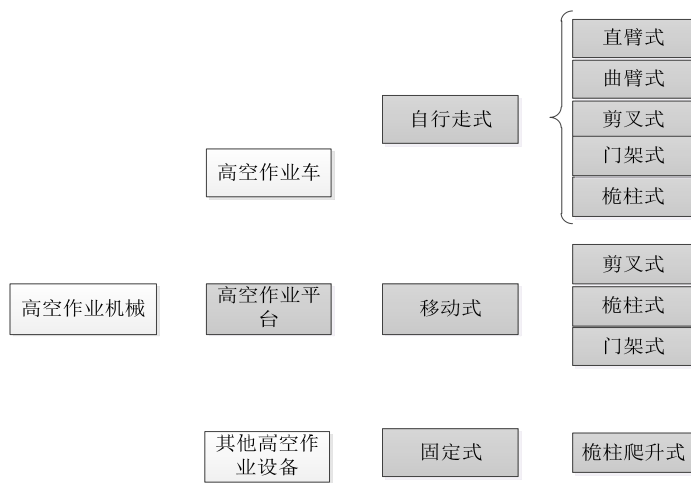 直臂式
曲臂式
自行走式
剪叉式
门架式
高空作业车
桅柱式
剪叉式
高空作业机械
高空作业平
台
移动式
桅柱式
门架式
其他高空作
业设备
固定式
桅柱爬升式